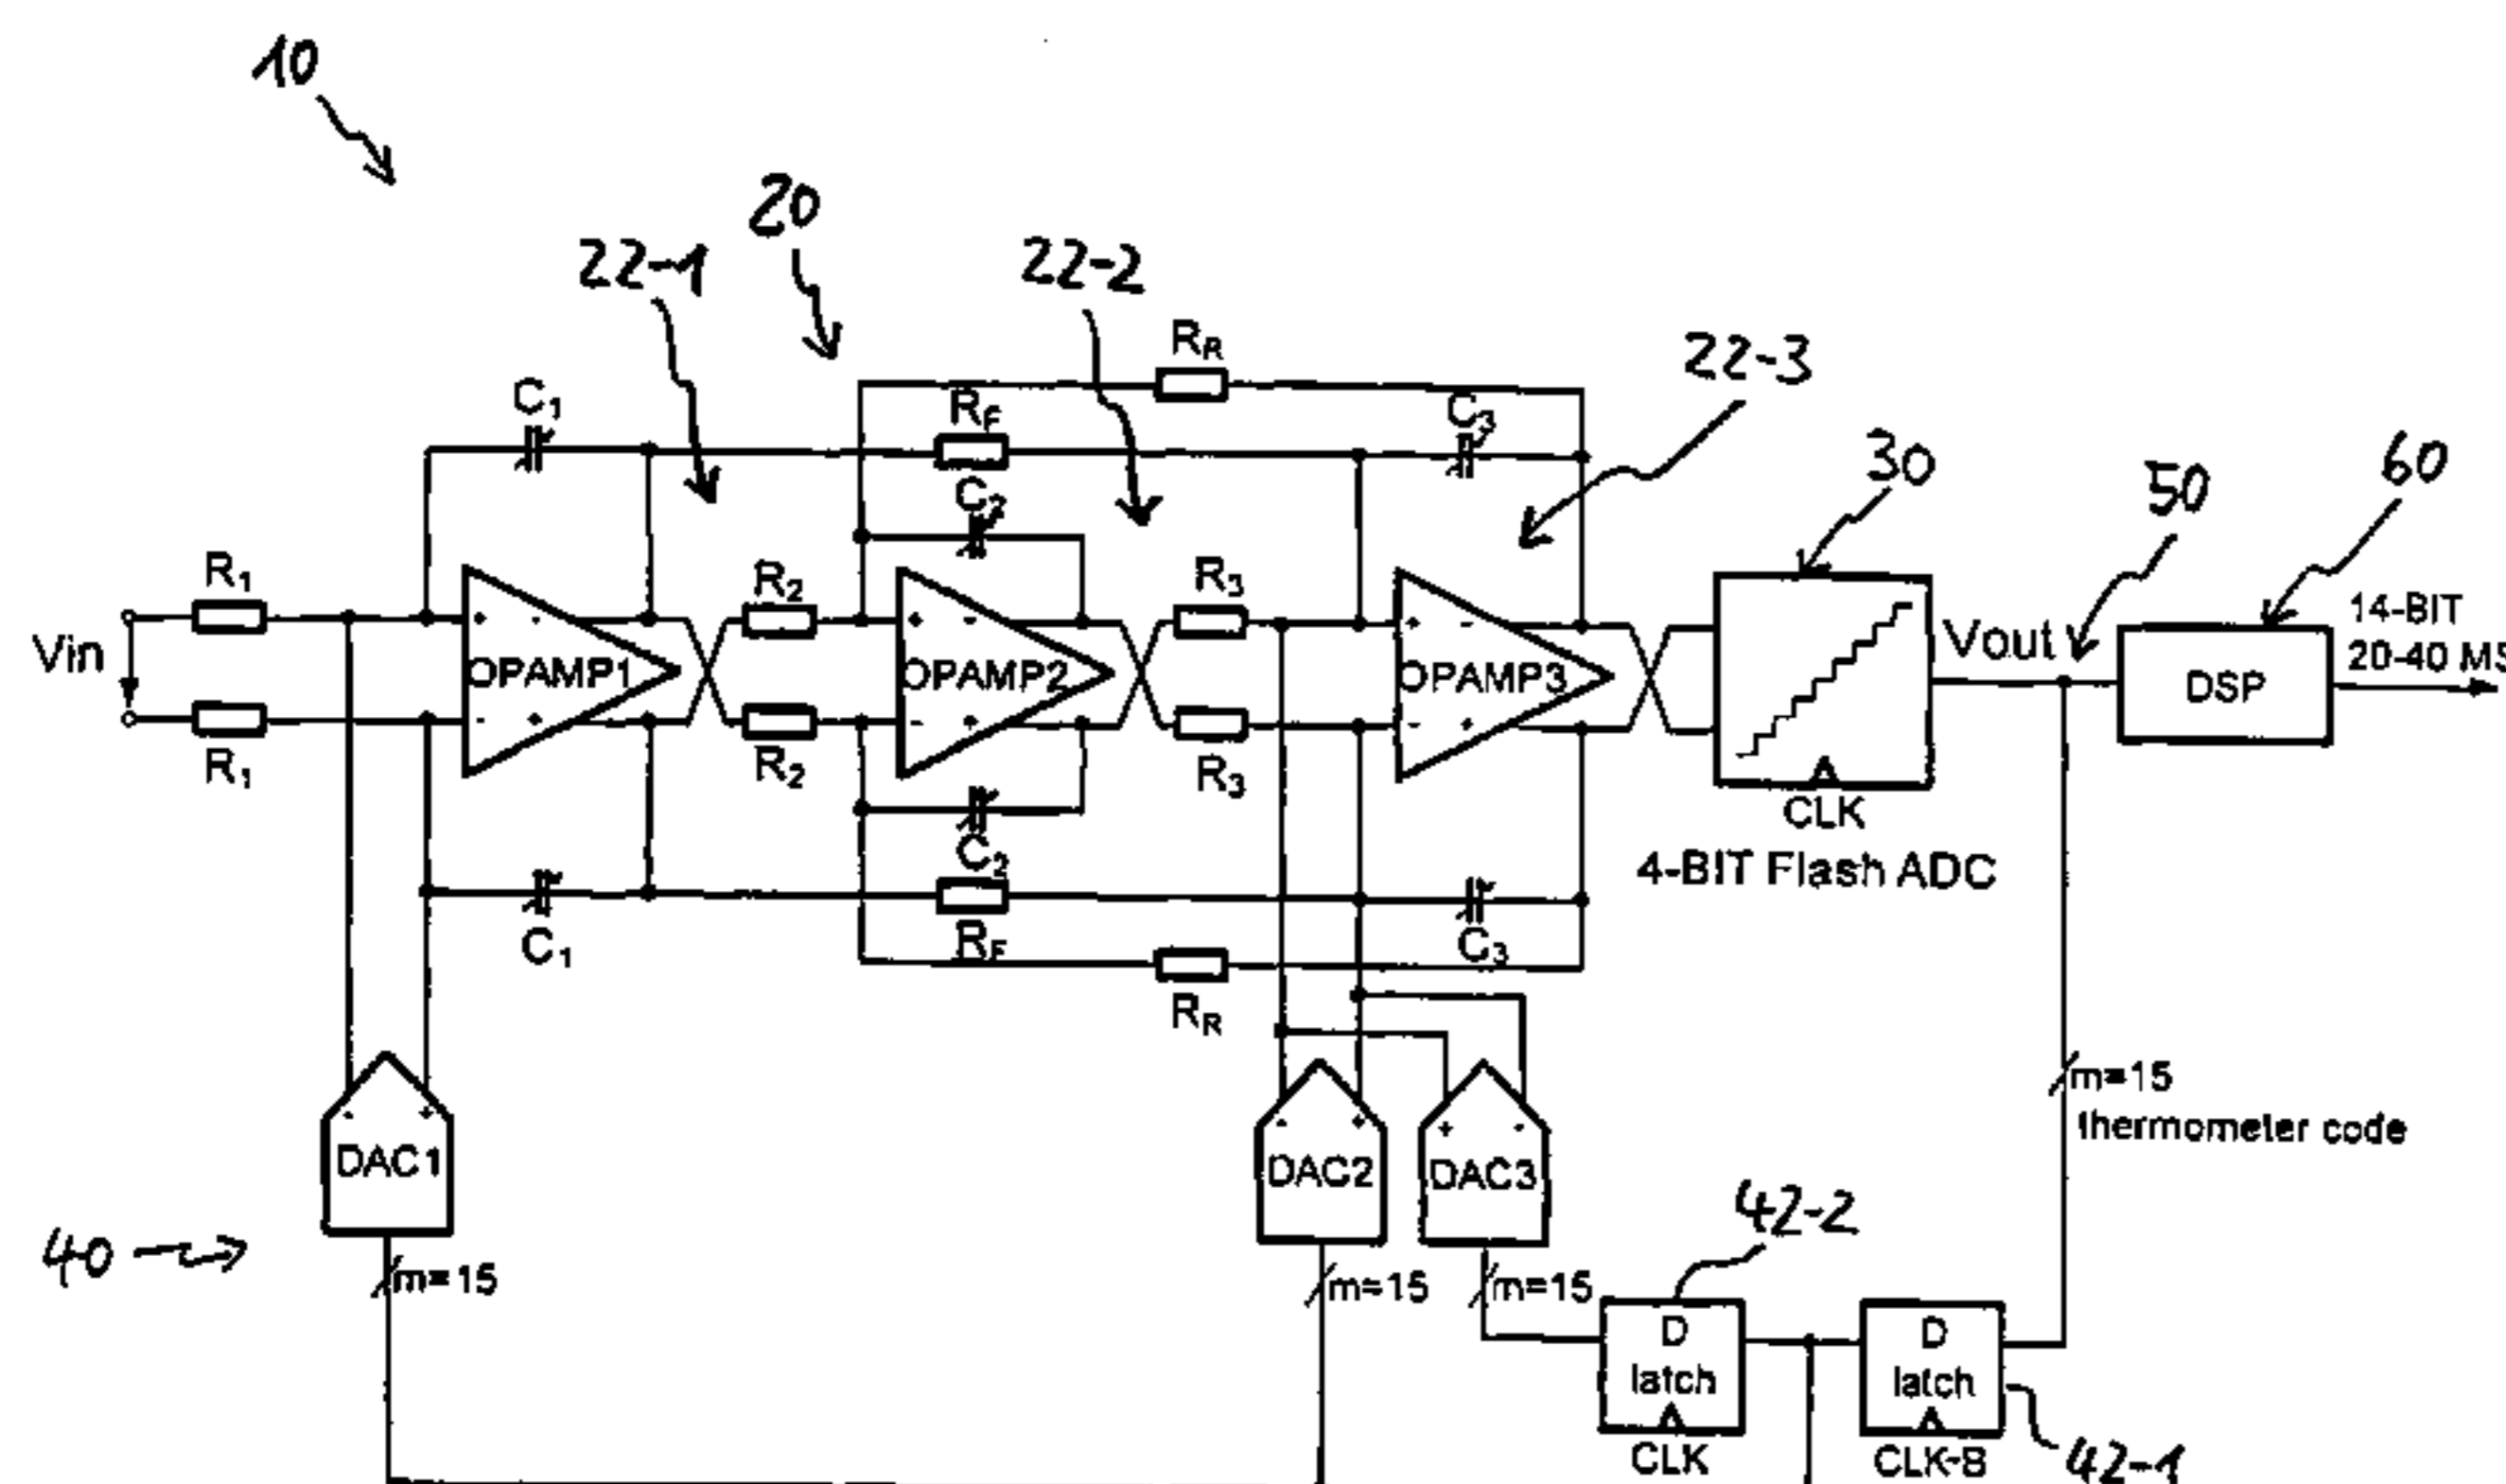 10
20
22-1
22-2
RR
22-3
C1
RF
C3
30
50
60
C2
R1
R2
R3
14-BIT
Vin
OPAMP1
+ -
- +
OPAMP2
+ -
- +
OPAMP3
+ -
- +
Vout
DSP
20-40 MS
R1
R2
R3
CLK
C2
4-BIT Flash ADC
C1
RF
C3
RR
m=15
thermometer code
- +
DAC1
- +
DAC2
+ -
DAC3
42-2
40
m=15
m=15
m=15
D
latch
CLK
D
latch
CLK-B
42-1